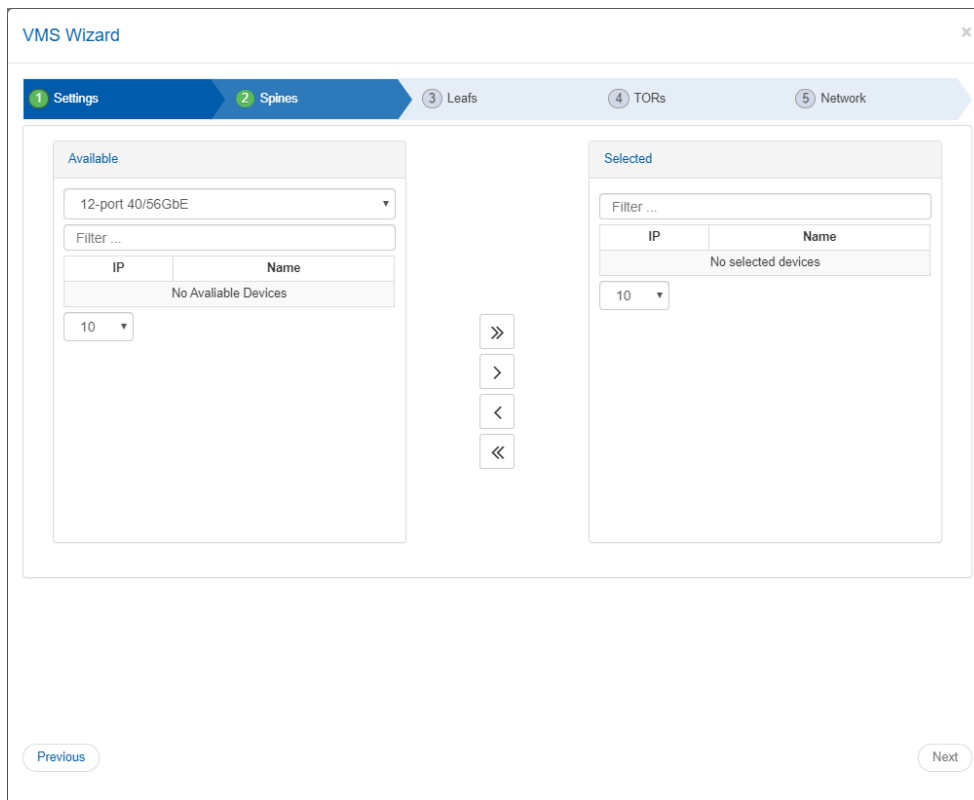 VMS Wizard
×
1 Settings 2 Spines 3 Leafs 4 TORs 5 Network
Available
12-port 40/56GbE
Filter ...
IP Name
No Avaliable Devices
10
Selected
Filter ...
IP Name
No selected devices
10
Previous Next